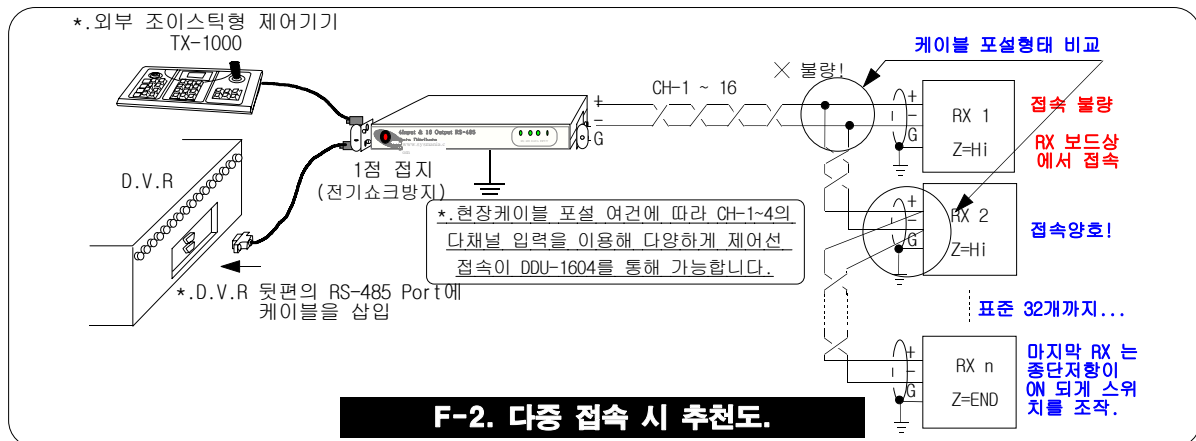 *.외부 조이스틱형 제어기기
TX-1000
케이블 포설형태 비교
× 불량!
CH-1 ~ 16
+
-
G
4Input & 16 Output RS-485
1점 접지
(전기쇼크방지)
D.V.R
*.D.V.R 뒷편의 RS-485 Port에
케이블을 삽입
*.현장케이블 포설 여건에 따라 CH-1~4의
다채널 입력을 이용해 다양하게 제어선
접속이 DDU-1604를 통해 가능합니다.
+
-
G
RX 1
Z=Hi
접속 불량
RX 보드상
에서 접속
+
-
G
RX 2
Z=Hi
접속양호!
표준 32개까지...
+
-
G
RX n
Z=END
마지막 RX 는
종단저항이
ON 되게 스위
치를 조작.
F-2. 다중 접속 시 추천도.